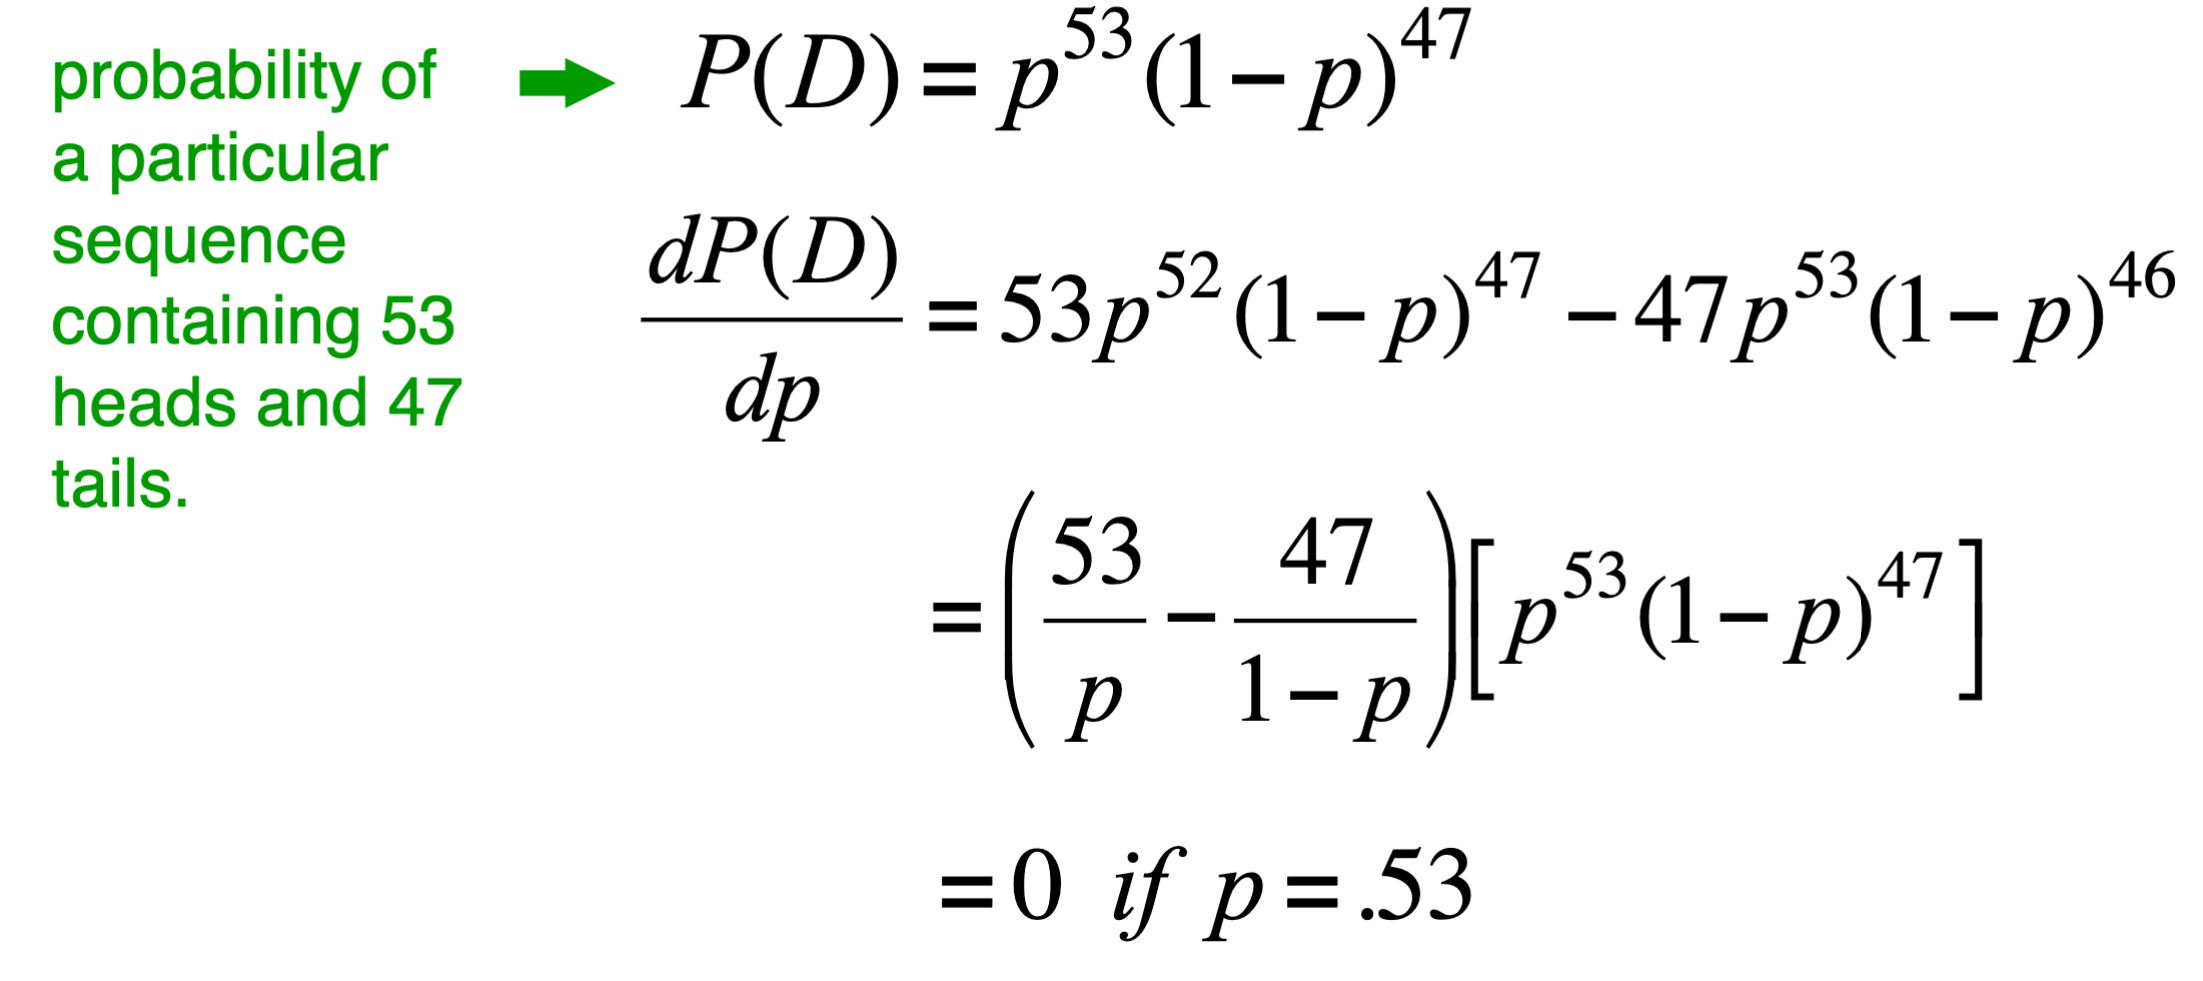 probability of
a particular
sequence
containing 53
heads and 47
tails.
P(D) = p^53(1 − p)^47
dP(D)/dp = 53p^52(1 − p)^47 − 47p^53(1 − p)^46
= (53/p − 47/(1 − p))[p^53(1 − p)^47]
= 0 if p = .53